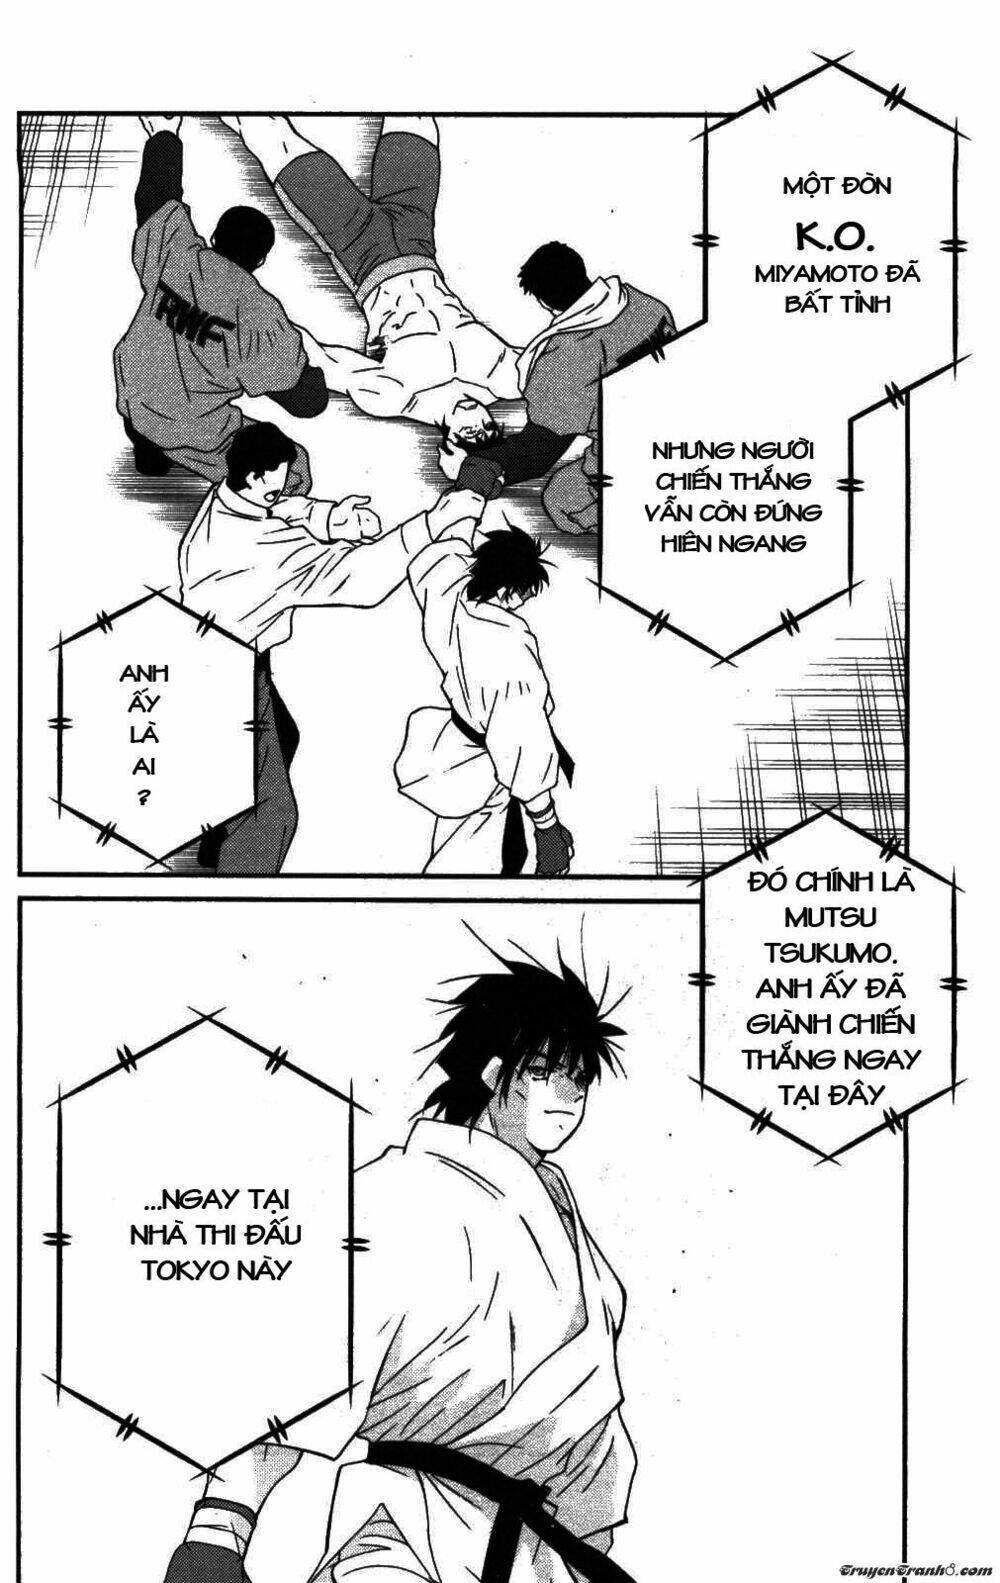 MỘT ĐÒN
K.O.
MIYAMOTO ĐÃ
BẤT TỈNH
NHƯNG NGƯỜI
CHIẾN THẮNG
VẪN CÒN ĐỨNG
HIÊN NGANG
RWF
ANH
ẤY
LÀ
AI
?
ĐÓ CHÍNH LÀ
MUTSU
TSUKUMO.
ANH ẤY ĐÃ
GIÀNH CHIẾN
THẮNG NGAY
TẠI ĐÂY
...NGAY TẠI
NHÀ THI ĐẤU
TOKYO NÀY
TruyenTranh8.com